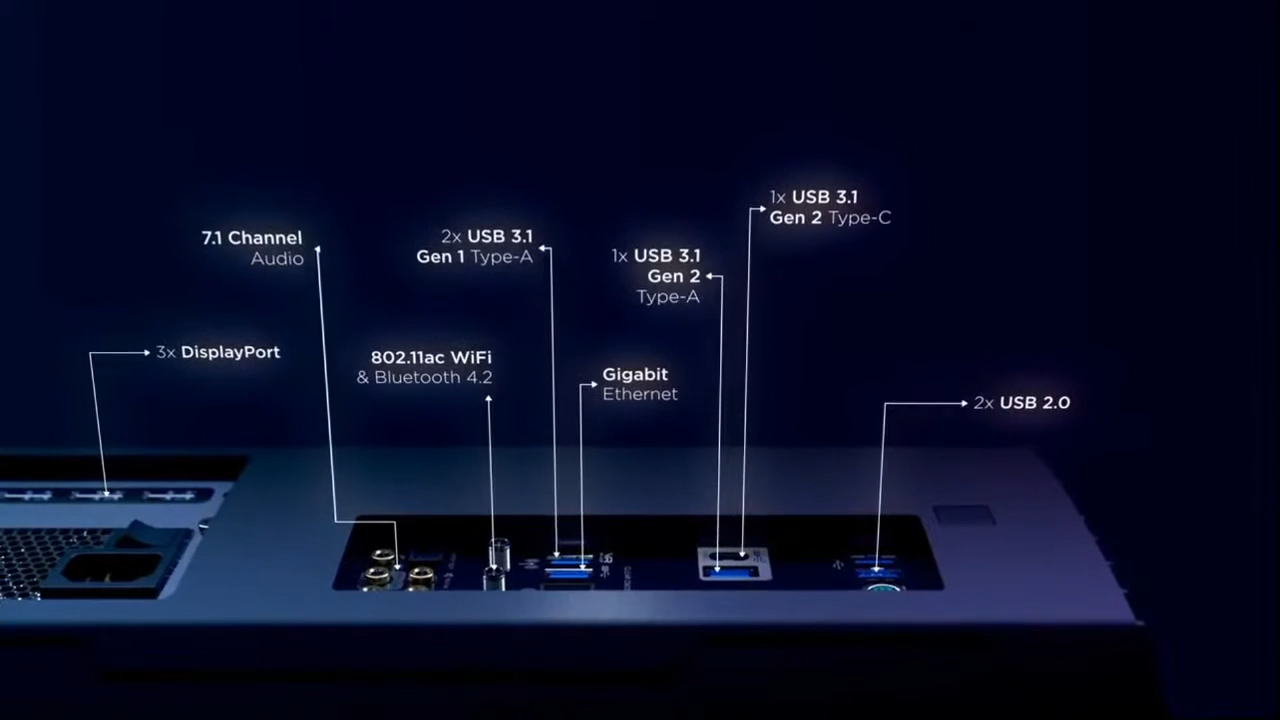 1x USB 3.1
Gen 2 Type-C
7.1 Channel
Audio
2x USB 3.1
Gen 1 Type-A
1x USB 3.1
Gen 2
Type-A
3x DisplayPort
802.11ac WiFi
& Bluetooth 4.2
Gigabit
Ethernet
2x USB 2.0